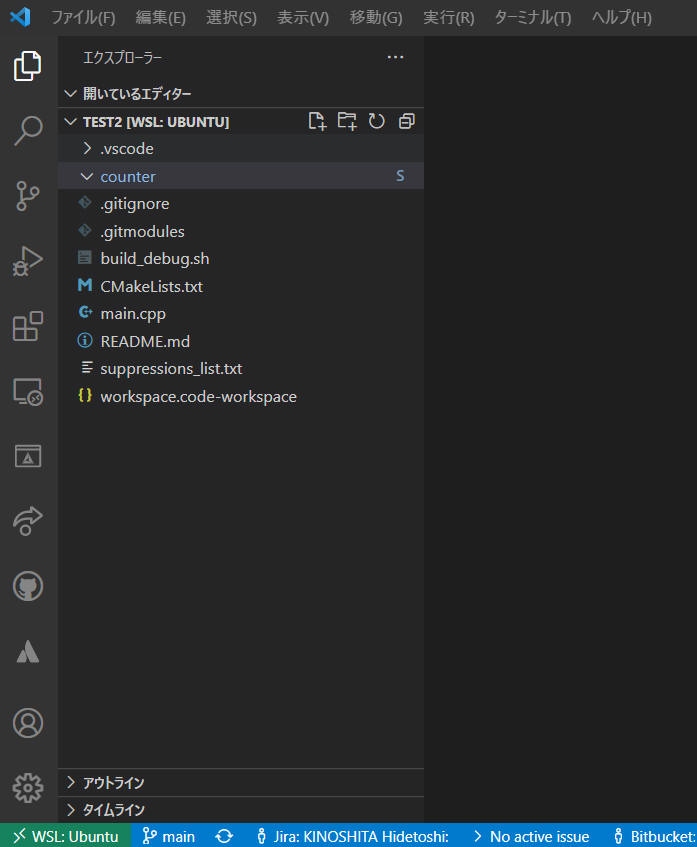 ファイル(F) 編集(E) 選択(S) 表示(V) 移動(G) 実行(R) ターミナル(T) ヘルプ(H)
エクスプローラー
開いているエディター
TEST2 [WSL: UBUNTU]
.vscode
counter S
.gitignore
.gitmodules
build_debug.sh
CMakeLists.txt
main.cpp
README.md
suppressions_list.txt
workspace.code-workspace
アウトライン
タイムライン
WSL: Ubuntu main Jira: KINOSHITA Hidetoshi: No active issue Bitbucket: